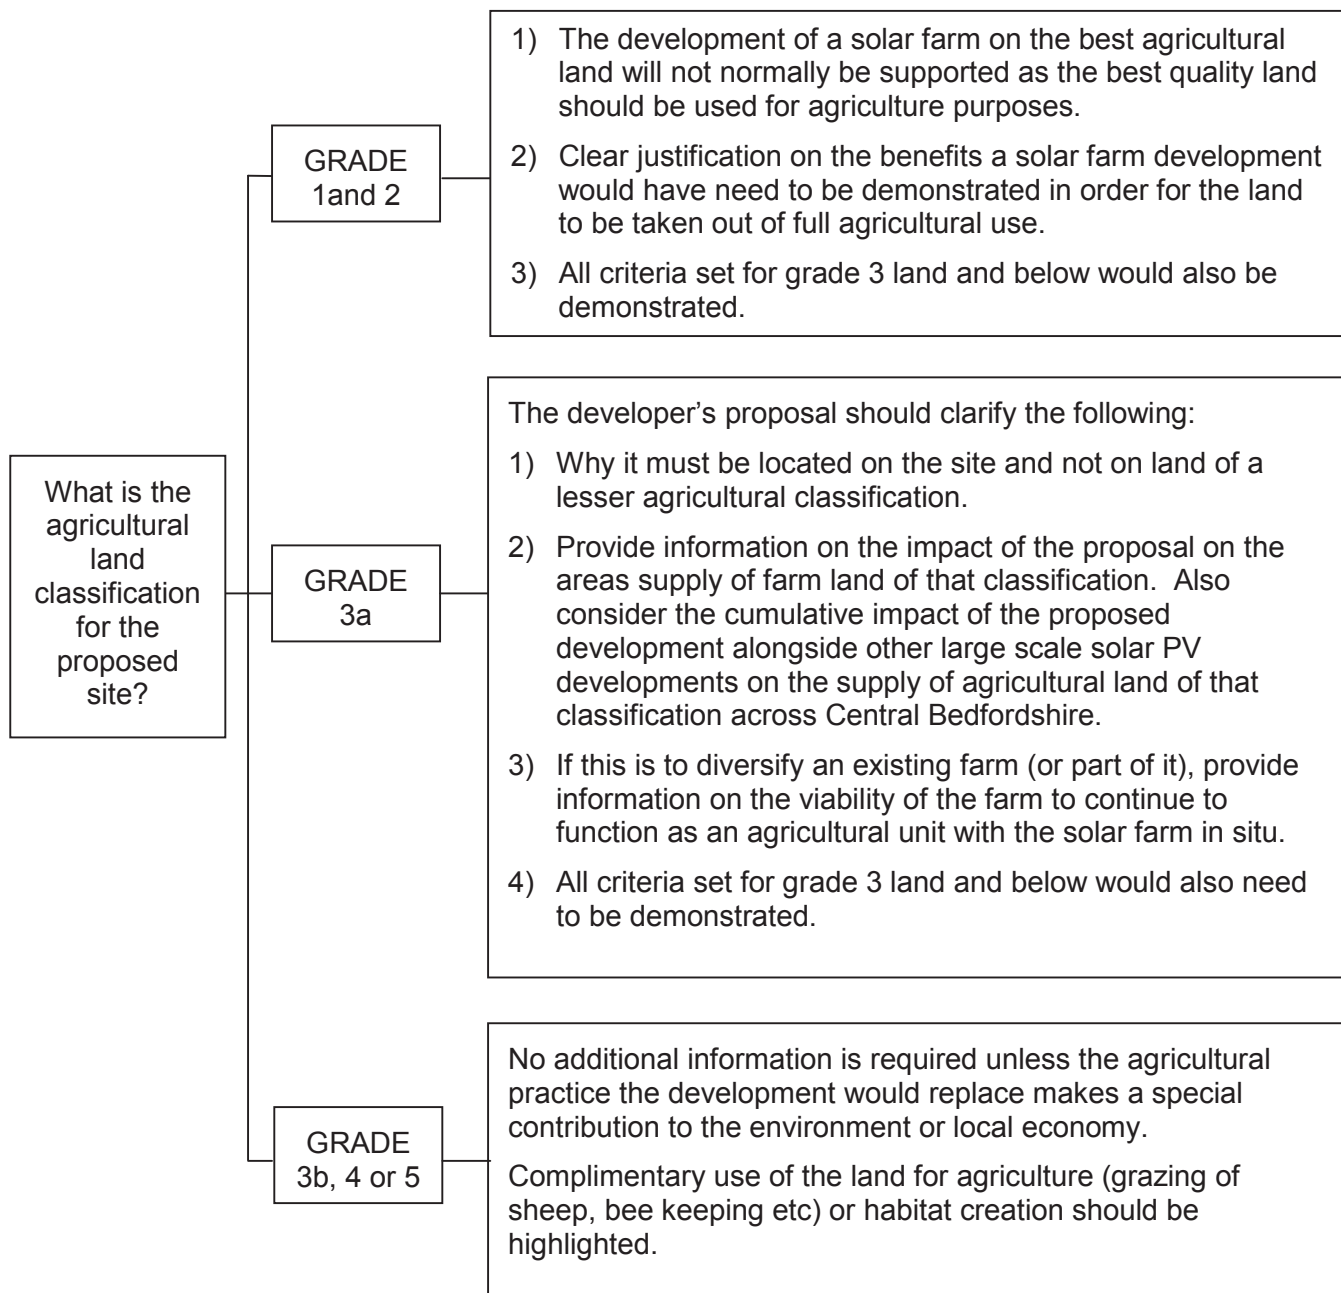 What is the
agricultural
land
classification
for the
proposed
site?
GRADE
1and 2
1) The development of a solar farm on the best agricultural
land will not normally be supported as the best quality land
should be used for agriculture purposes.
2) Clear justification on the benefits a solar farm development
would have need to be demonstrated in order for the land
to be taken out of full agricultural use.
3) All criteria set for grade 3 land and below would also be
demonstrated.
GRADE
3a
The developer’s proposal should clarify the following:
1) Why it must be located on the site and not on land of a
lesser agricultural classification.
2) Provide information on the impact of the proposal on the
areas supply of farm land of that classification. Also
consider the cumulative impact of the proposed
development alongside other large scale solar PV
developments on the supply of agricultural land of that
classification across Central Bedfordshire.
3) If this is to diversify an existing farm (or part of it), provide
information on the viability of the farm to continue to
function as an agricultural unit with the solar farm in situ.
4) All criteria set for grade 3 land and below would also need
to be demonstrated.
GRADE
3b, 4 or 5
No additional information is required unless the agricultural
practice the development would replace makes a special
contribution to the environment or local economy.
Complimentary use of the land for agriculture (grazing of
sheep, bee keeping etc) or habitat creation should be
highlighted.